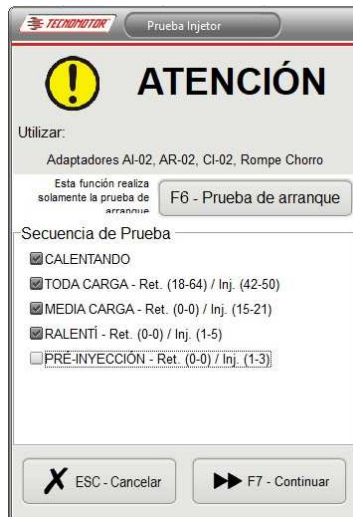 TECNOMOTOR
Prueba Injetor
ATENCIÓN
Utilizar:
Adaptadores AI-02, AR-02, CI-02, Rompe Chorro
Esta función realiza
solamente la prueba de
arranque
F6 - Prueba de arranque
Secuencia de Prueba
CALENTANDO
TODA CARGA - Ret. (18-64) / Inj. (42-50)
MEDIA CARGA - Ret. (0-0) / Inj. (15-21)
RALENTÍ - Ret. (0-0) / Inj. (1-5)
PRÉ-INYECCIÓN - Ret. (0-0) / Inj. (1-3)
ESC - Cancelar
F7 - Continuar